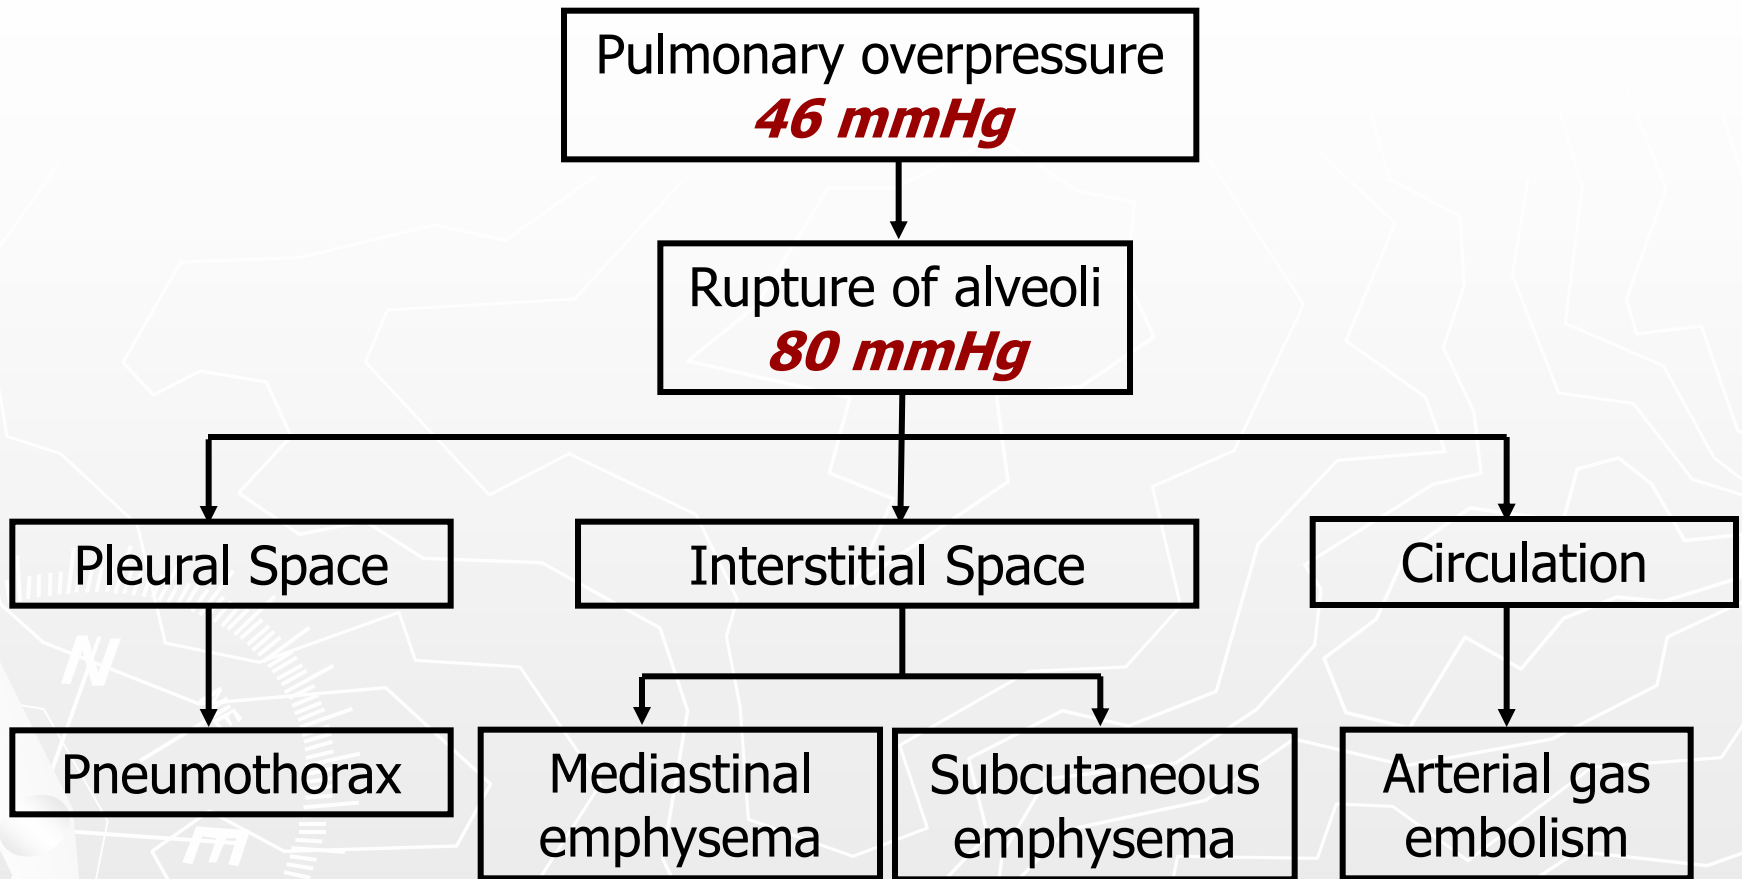 Pulmonary overpressure
46 mmHg
Rupture of alveoli
80 mmHg
Pleural Space
Interstitial Space
Circulation
Pneumothorax
Mediastinal
emphysema
Subcutaneous
emphysema
Arterial gas
embolism
N
E